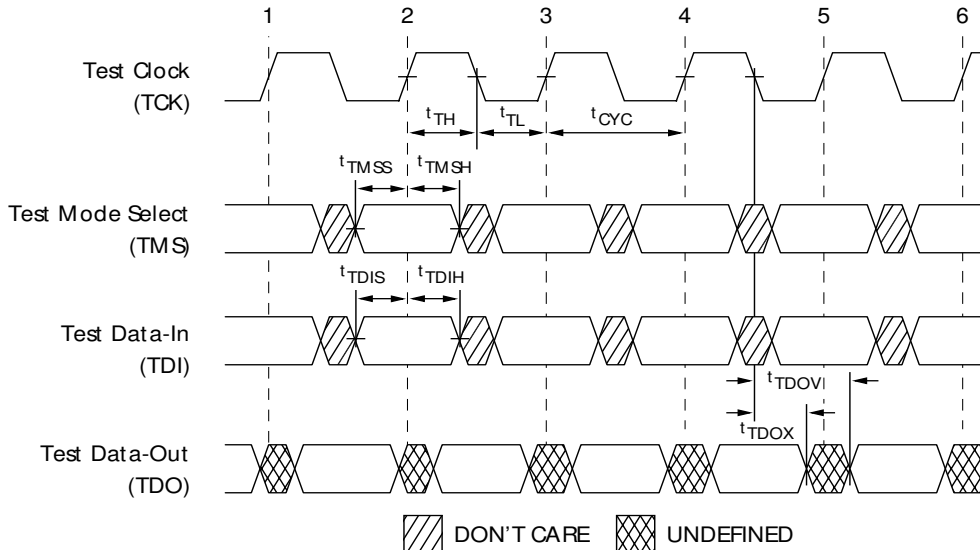 1 2 3 4 5 6
Test Clock
(TCK)
tTH tTL tCYC
tTMSS tTMSH
Test Mode Select
(TMS)
tTDIS tTDIH
Test Data-In
(TDI)
tTDOV
tTDOX
Test Data-Out
(TDO)
DON'T CARE UNDEFINED